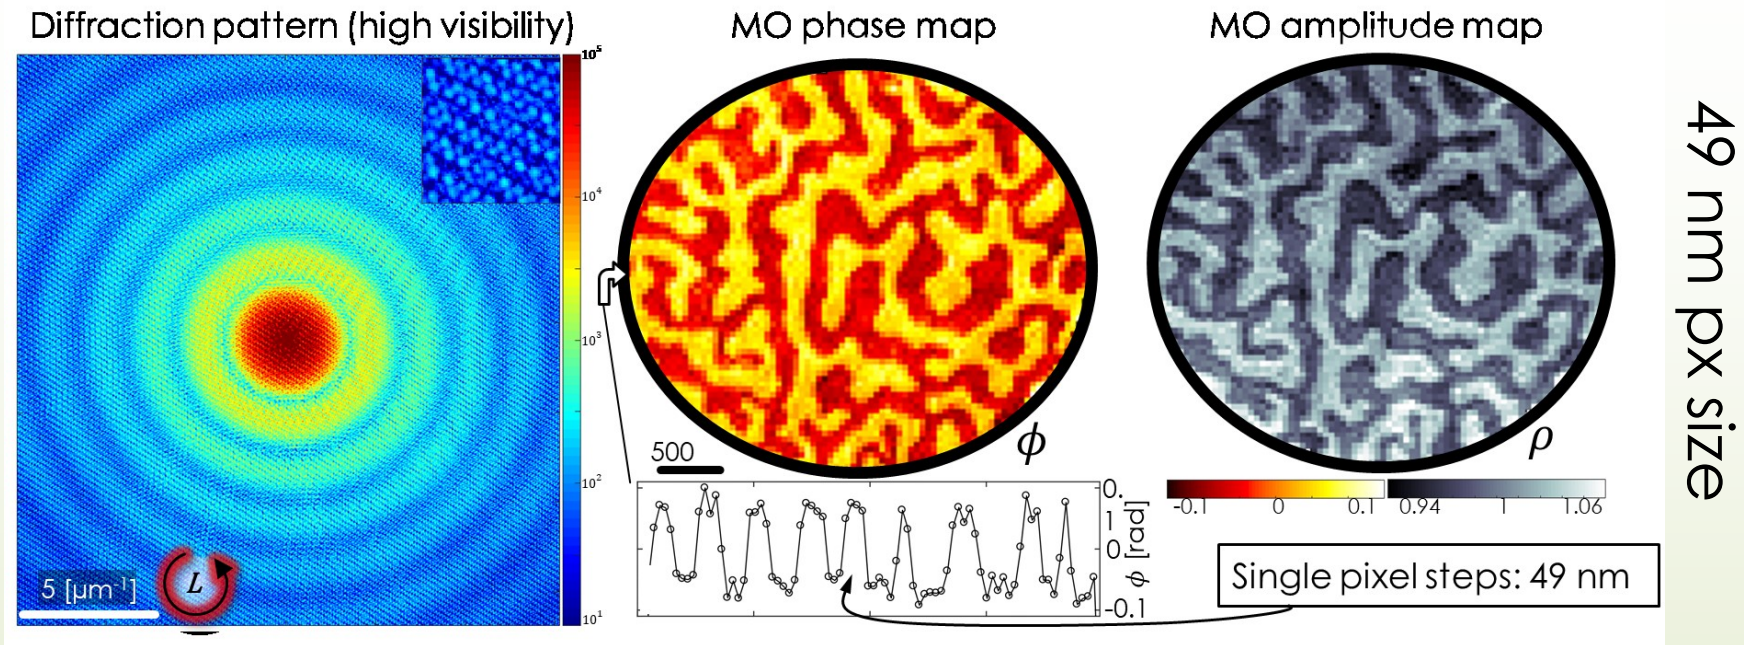 Diffraction pattern (high visibility)
MO phase map
MO amplitude map
10⁵
10⁴
10³
10²
10¹
5 [µm⁻¹]
L
500
ϕ
ρ
-0.1
0
0.1
0.94
1
1.06
0.
1
0
-0.1
ϕ [rad]
Single pixel steps: 49 nm
49 nm px size